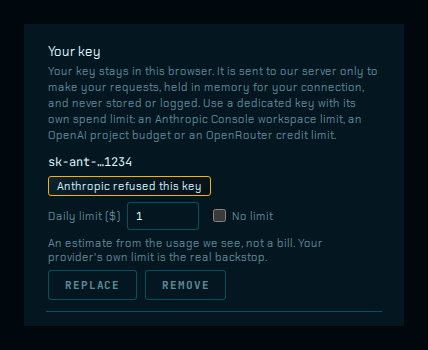 Your key
Your key stays in this browser. It is sent to our server only to
make your requests, held in memory for your connection,
and never stored or logged. Use a dedicated key with its
own spend limit: an Anthropic Console workspace limit, an
OpenAI project budget or an OpenRouter credit limit.
sk-ant-…1234
Anthropic refused this key
Daily limit ($) 1 No limit
An estimate from the usage we see, not a bill. Your
provider's own limit is the real backstop.
REPLACE REMOVE